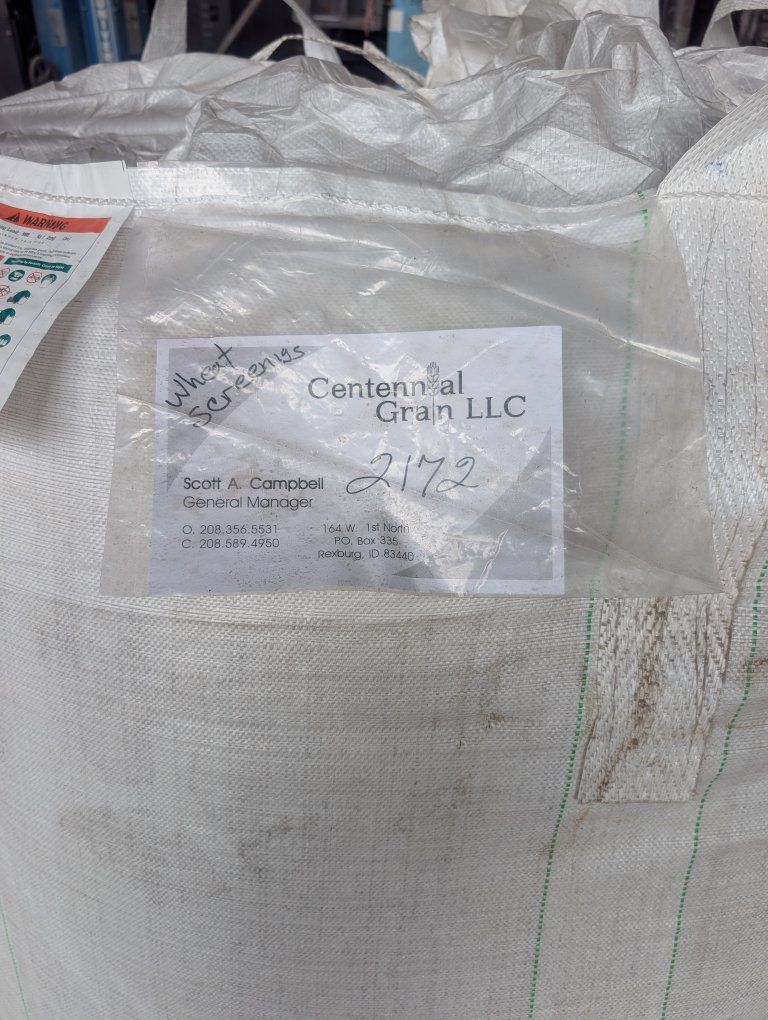 WARNING
Wheat
Screenings
Centennial
Grain LLC
2172
Scott A. Campbell
General Manager
O. 208.356.5531
C. 208.589.4950
164 W. 1st North
P.O. Box 335
Rexburg, ID 83440